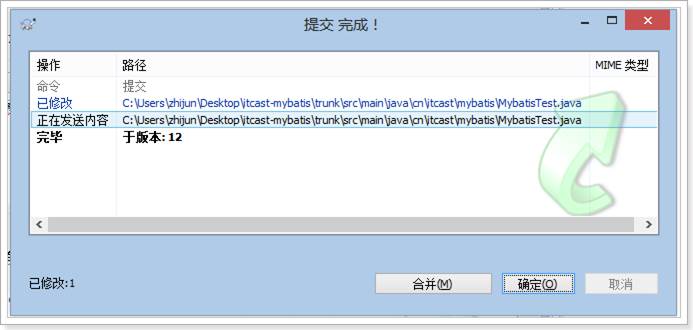 提交 完成！
操作 路径 MIME 类型
命令 提交
已修改 C:\Users\zhijun\Desktop\itcast-mybatis\trunk\src\main\java\cn\itcast\mybatis\MybatisTest.java
正在发送内容 C:\Users\zhijun\Desktop\itcast-mybatis\trunk\src\main\java\cn\itcast\mybatis\MybatisTest.java
完毕 于版本: 12
已修改:1 合并(M) 确定(O) 取消